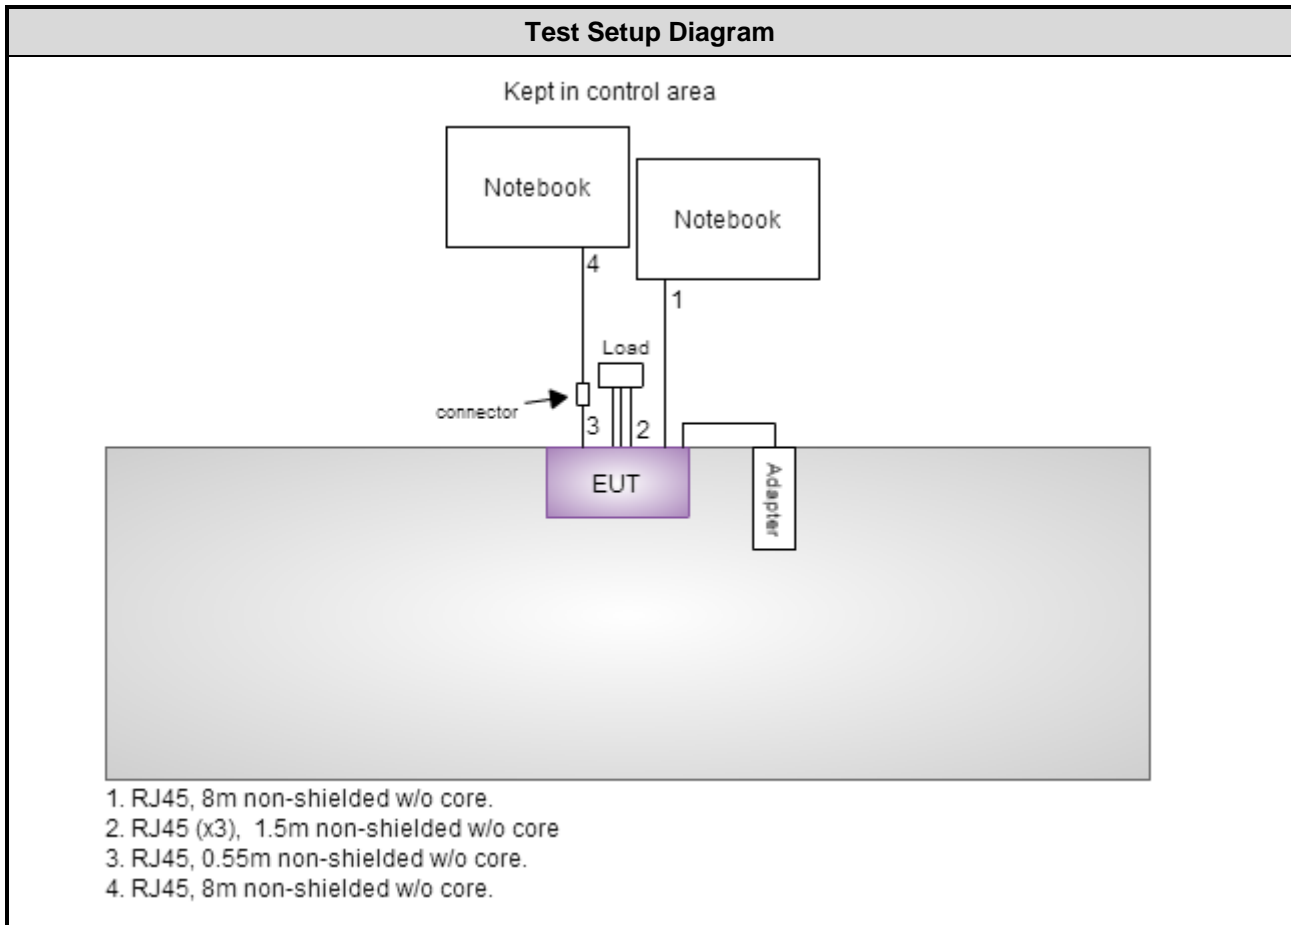 Test Setup Diagram
Kept in control area
Notebook
Notebook
4
1
Load
connector
3
2
EUT
Adapter
1. RJ45, 8m non-shielded w/o core.
2. RJ45 (x3),  1.5m non-shielded w/o core
3. RJ45, 0.55m non-shielded w/o core.
4. RJ45, 8m non-shielded w/o core.